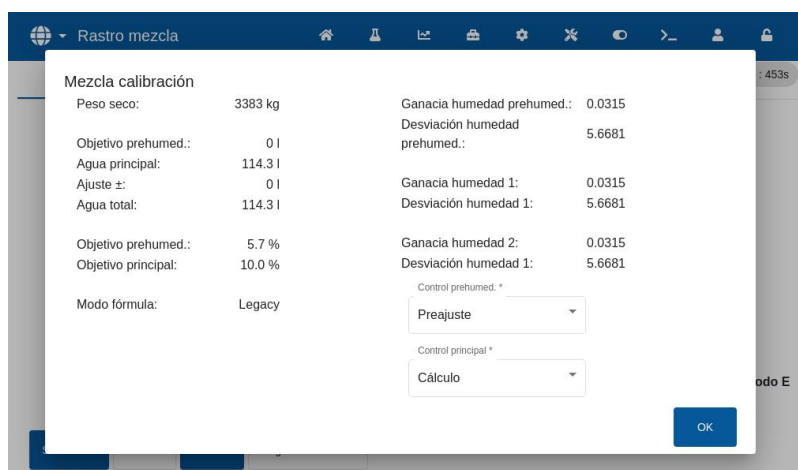 Rastro mezcla
: 453s
Mezcla calibración
Peso seco: 3383 kg
Objetivo prehumed.: 0 l
Agua principal: 114.3 l
Ajuste ±: 0 l
Agua total: 114.3 l
Objetivo prehumed.: 5.7 %
Objetivo principal: 10.0 %
Modo fórmula: Legacy
Ganacia humedad prehumed.: 0.0315
Desviación humedad
prehumed.: 5.6681
Ganacia humedad 1: 0.0315
Desviación humedad 1: 5.6681
Ganacia humedad 2: 0.0315
Desviación humedad 1: 5.6681
Control prehumed. *
Preajuste
Control principal *
Cálculo
odo E
OK